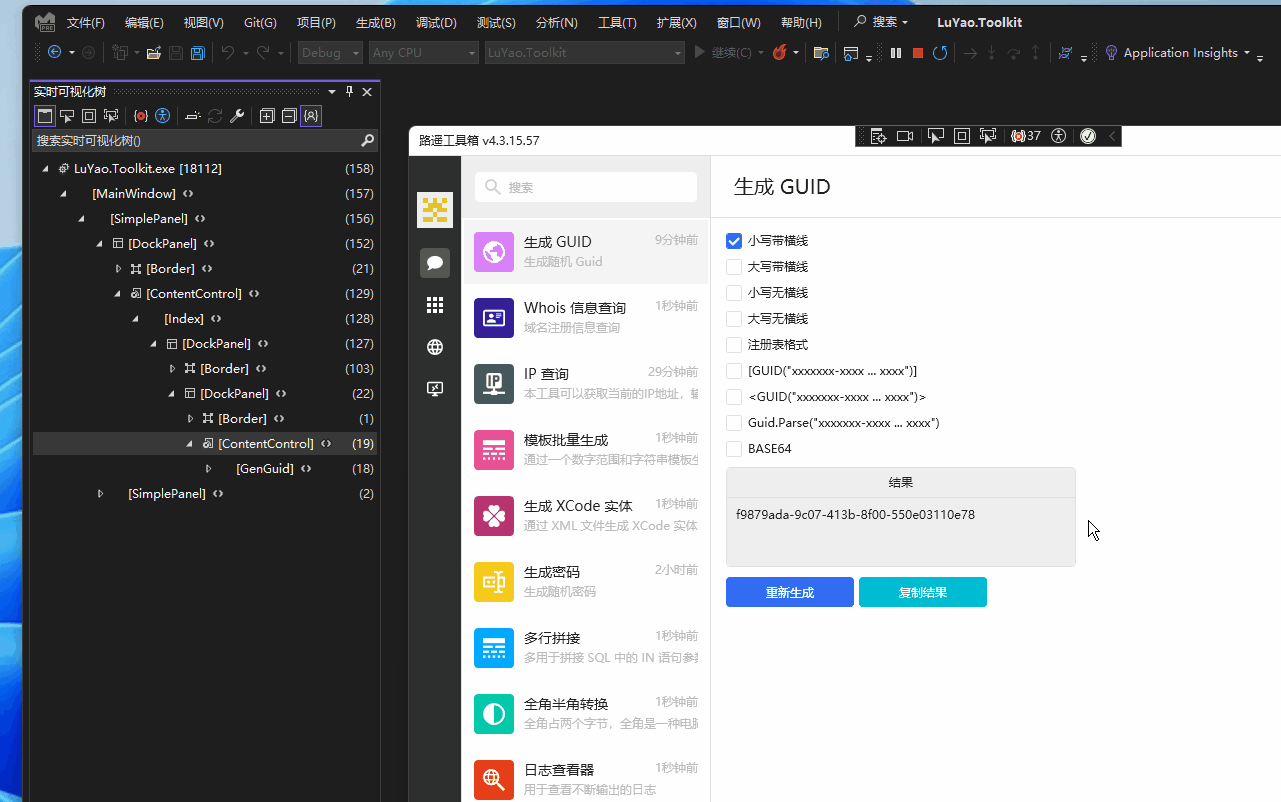 文件(F) 编辑(E) 视图(V) Git(G) 项目(P) 生成(B) 调试(D) 测试(S) 分析(N) 工具(T) 扩展(X) 窗口(W) 帮助(H) 搜索 LuYao.Toolkit
PRE
Debug Any CPU LuYao.Toolkit 继续(C) Application Insights
实时可视化树
搜索实时可视化树()
LuYao.Toolkit.exe [18112] (158)
[MainWindow] (157)
[SimplePanel] (156)
[DockPanel] (152)
[Border] (21)
[ContentControl] (129)
[Index] (128)
[DockPanel] (127)
[Border] (103)
[DockPanel] (22)
[Border] (1)
[ContentControl] (19)
[GenGuid] (18)
[SimplePanel] (2)
路遥工具箱 v4.3.15.57
37
搜索
生成 GUID 9分钟前
生成随机 Guid
Whois 信息查询 1秒钟前
域名注册信息查询
IP 查询 29分钟前
本工具可以获取当前的IP地址，输
模板批量生成 1秒钟前
通过一个数字范围和字符串模板生
生成 XCode 实体 1秒钟前
通过 XML 文件生成 XCode 实体
生成密码 2小时前
生成随机密码
多行拼接 1秒钟前
多用于拼接 SQL 中的 IN 语句参数
全角半角转换 1秒钟前
全角占两个字节，全角是一种电脑
日志查看器 1秒钟前
用于查看不断输出的日志
生成 GUID
小写带横线
大写带横线
小写无横线
大写无横线
注册表格式
[GUID("xxxxxxx-xxxx ... xxxx")]
<GUID("xxxxxxx-xxxx ... xxxx")>
Guid.Parse("xxxxxxx-xxxx ... xxxx")
BASE64
结果
f9879ada-9c07-413b-8f00-550e03110e78
重新生成 复制结果